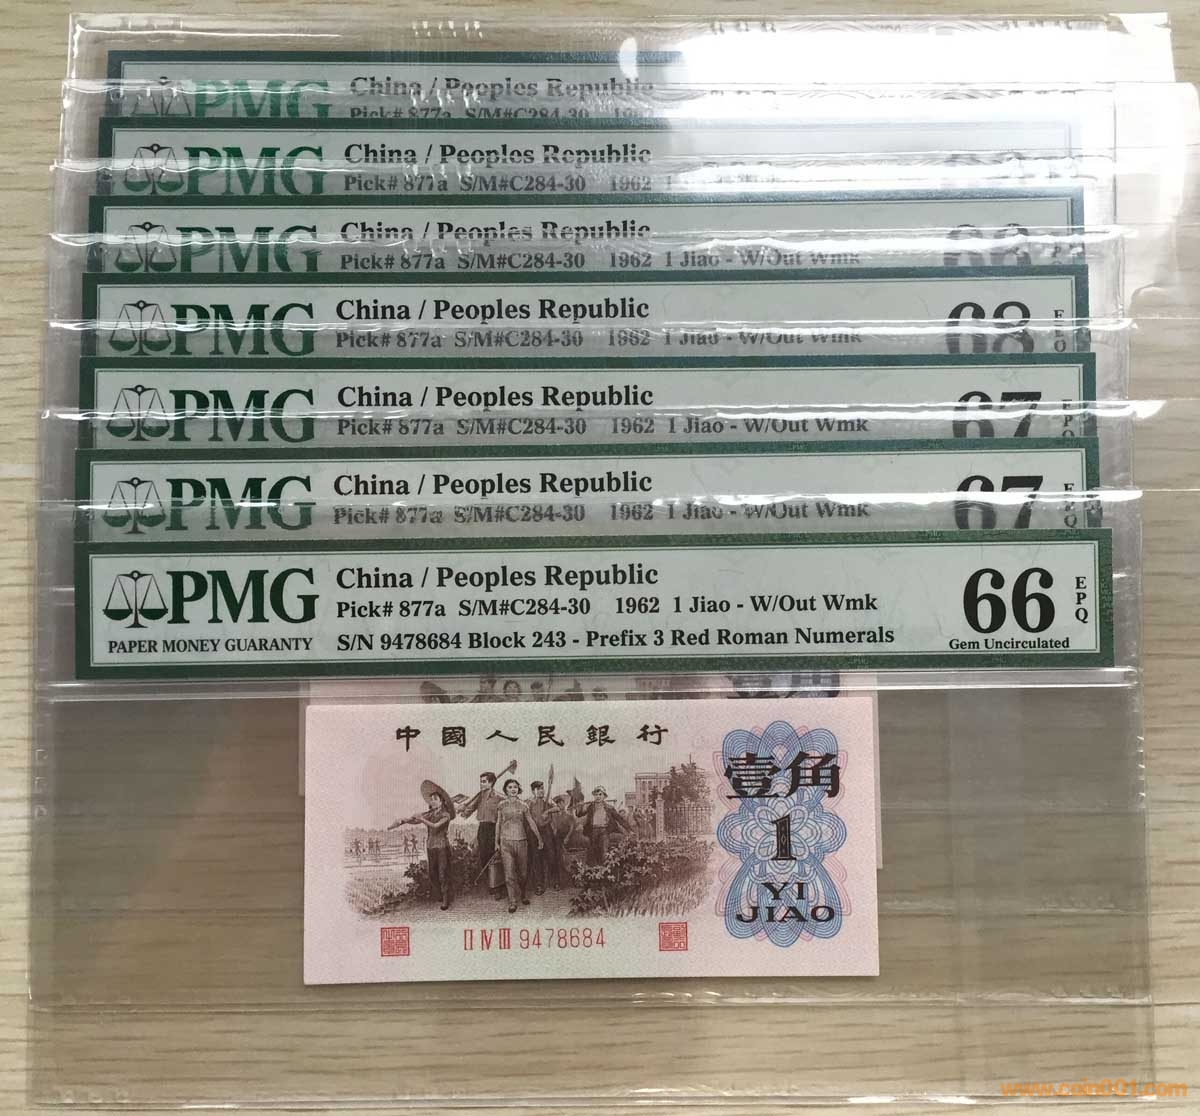 PMG China / Peoples Republic
Pick# 877a S/M#C284-30 1962
PMG China / Peoples Republic
Pick# 877a S/M#C284-30 1962 1
PMG China / Peoples Republic
Pick# 877a S/M#C284-30 1962 1 Jiao - W/Out Wmk
PMG China / Peoples Republic 68 E
Pick# 877a S/M#C284-30 1962 1 Jiao - W/Out Wmk
PMG China / Peoples Republic 67 EPQ
Pick# 877a S/M#C284-30 1962 1 Jiao - W/Out Wmk
PMG China / Peoples Republic 67 EPQ
Pick# 877a S/M#C284-30 1962 1 Jiao - W/Out Wmk
PMG China / Peoples Republic 66 EPQ
Pick# 877a S/M#C284-30 1962 1 Jiao - W/Out Wmk
PAPER MONEY GUARANTY S/N 9478684 Block 243 - Prefix 3 Red Roman Numerals Gem Uncirculated
壹角
中國人民銀行
壹角
1
YI
JIAO
II IV III 9478684
www.coin001.com